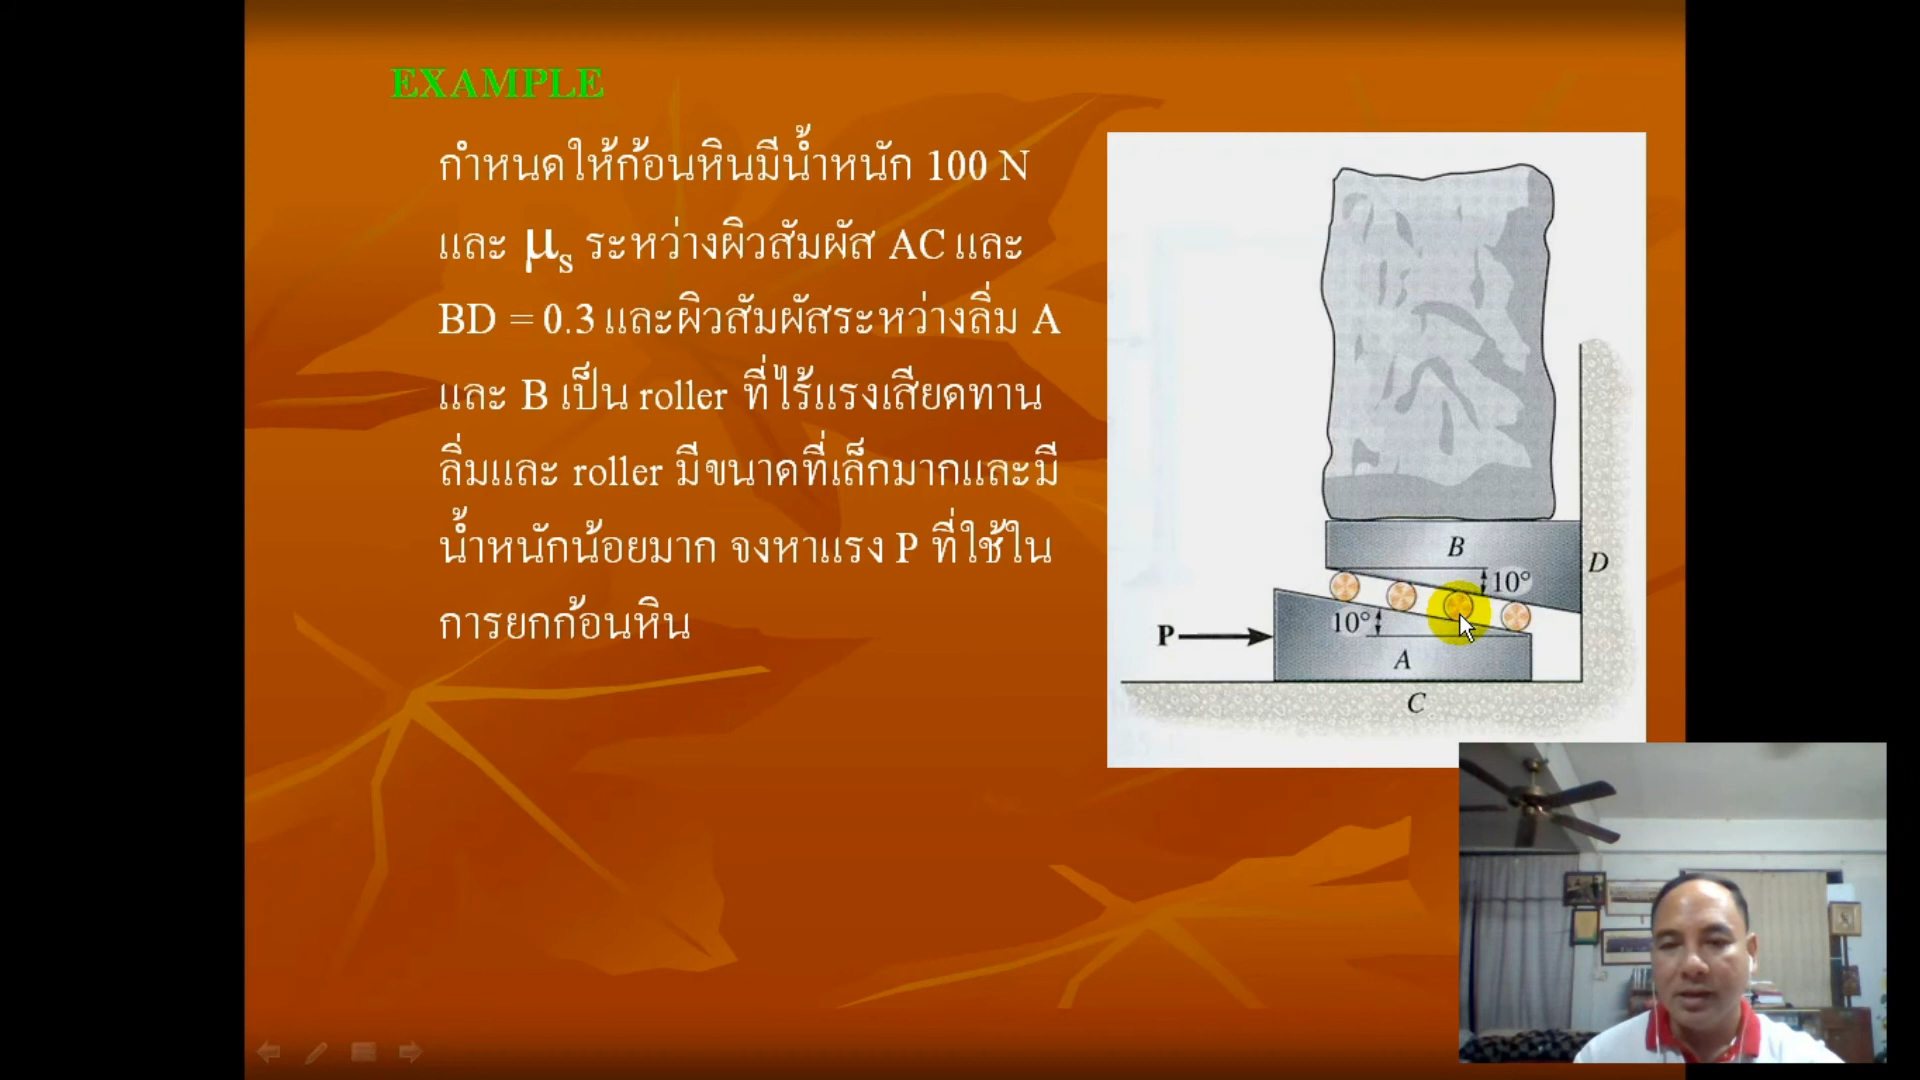 EXAMPLE
กำหนดให้ก้อนหินมีน้ำหนัก 100 N
และ μs ระหว่างผิวสัมผัส AC และ
BD = 0.3 และผิวสัมผัสระหว่างลิ่ม A
และ B เป็น roller ที่ไร้แรงเสียดทาน
ลิ่มและ roller มีขนาดที่เล็กมากและมี
น้ำหนักน้อยมาก จงหาแรง P ที่ใช้ใน
การยกก้อนหิน
B
D
10°
10°
P
A
C